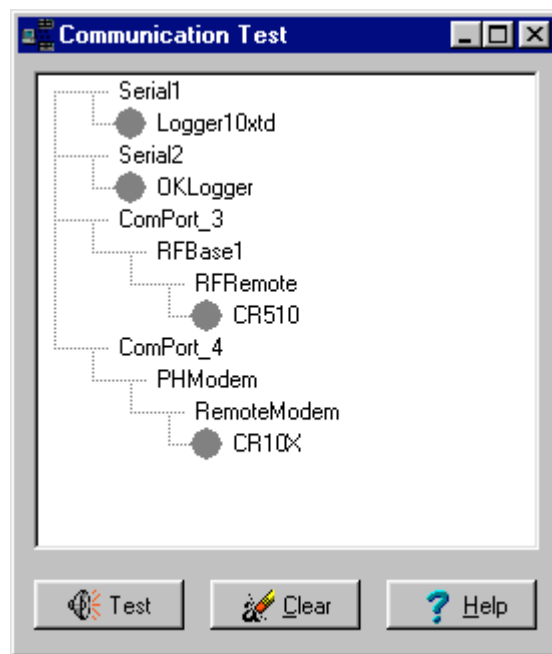 Communication Test
Serial1
Logger10xtd
Serial2
OKLogger
ComPort_3
RFBase1
RFRemote
CR510
ComPort_4
PHModem
RemoteModem
CR10X
Test Clear Help